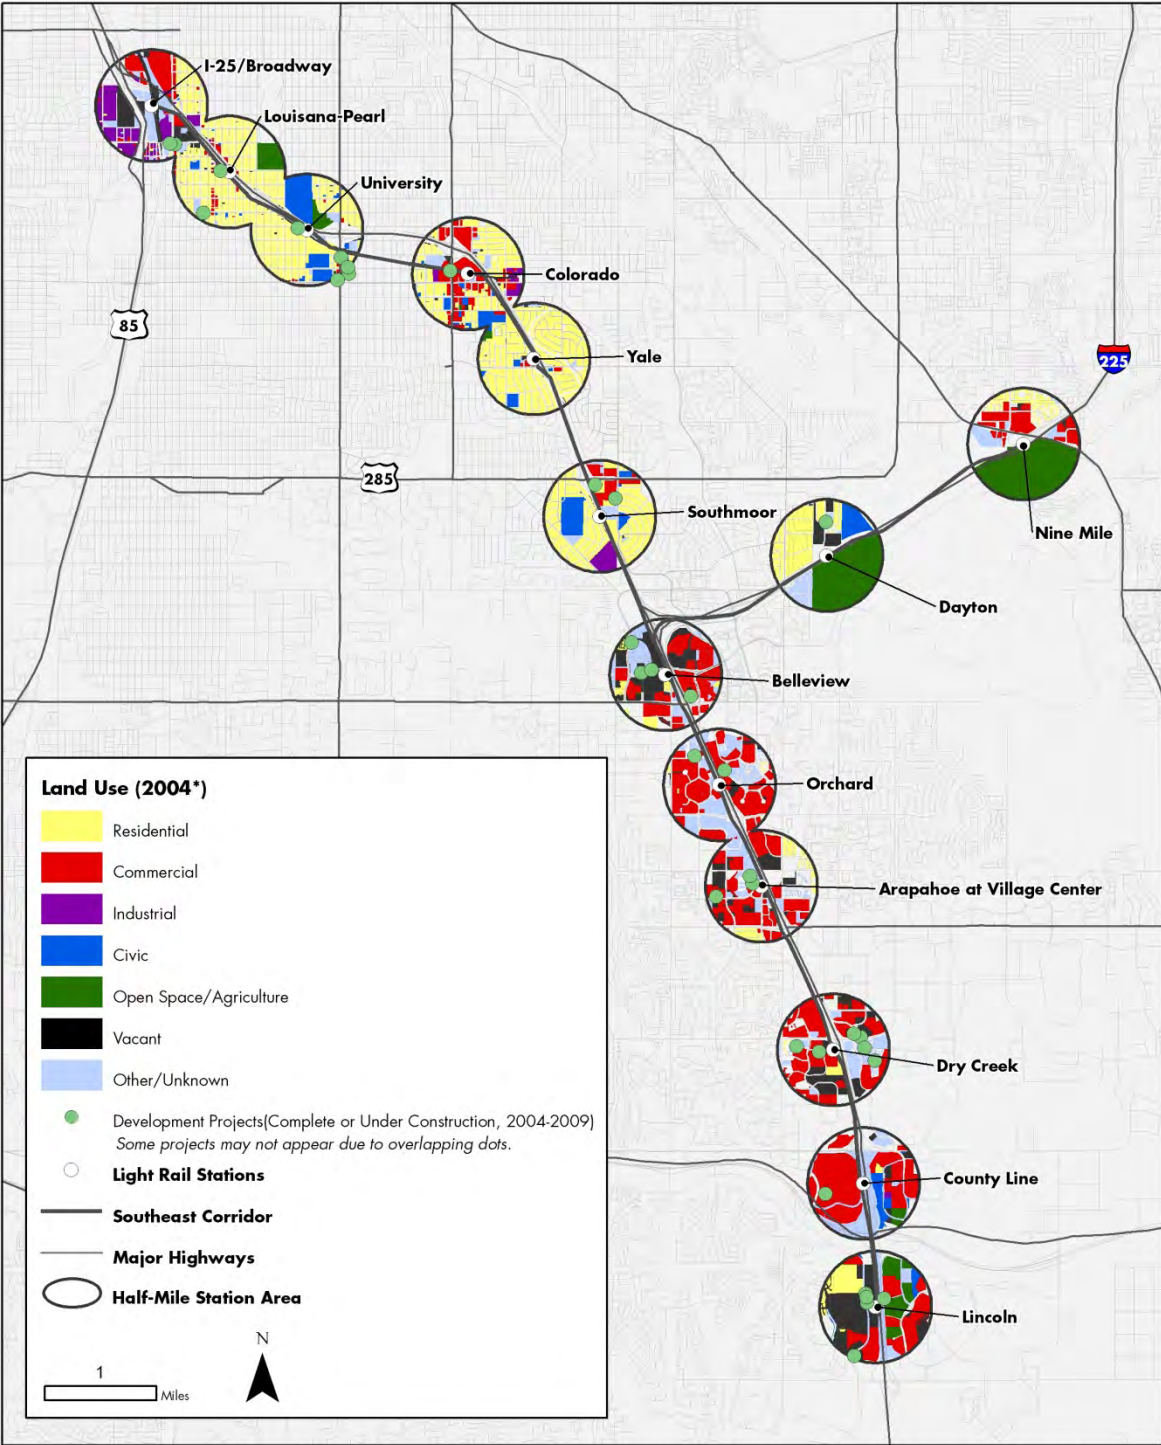 I-25/Broadway
Louisana-Pearl
University
Colorado
85
Yale
225
285
Southmoor
Nine Mile
Dayton
Belleview
Orchard
Arapahoe at Village Center
Dry Creek
County Line
Lincoln
Land Use (2004*)
Residential
Commercial
Industrial
Civic
Open Space/Agriculture
Vacant
Other/Unknown
Development Projects(Complete or Under Construction, 2004-2009)
Some projects may not appear due to overlapping dots.
Light Rail Stations
Southeast Corridor
Major Highways
Half-Mile Station Area
N
1
Miles